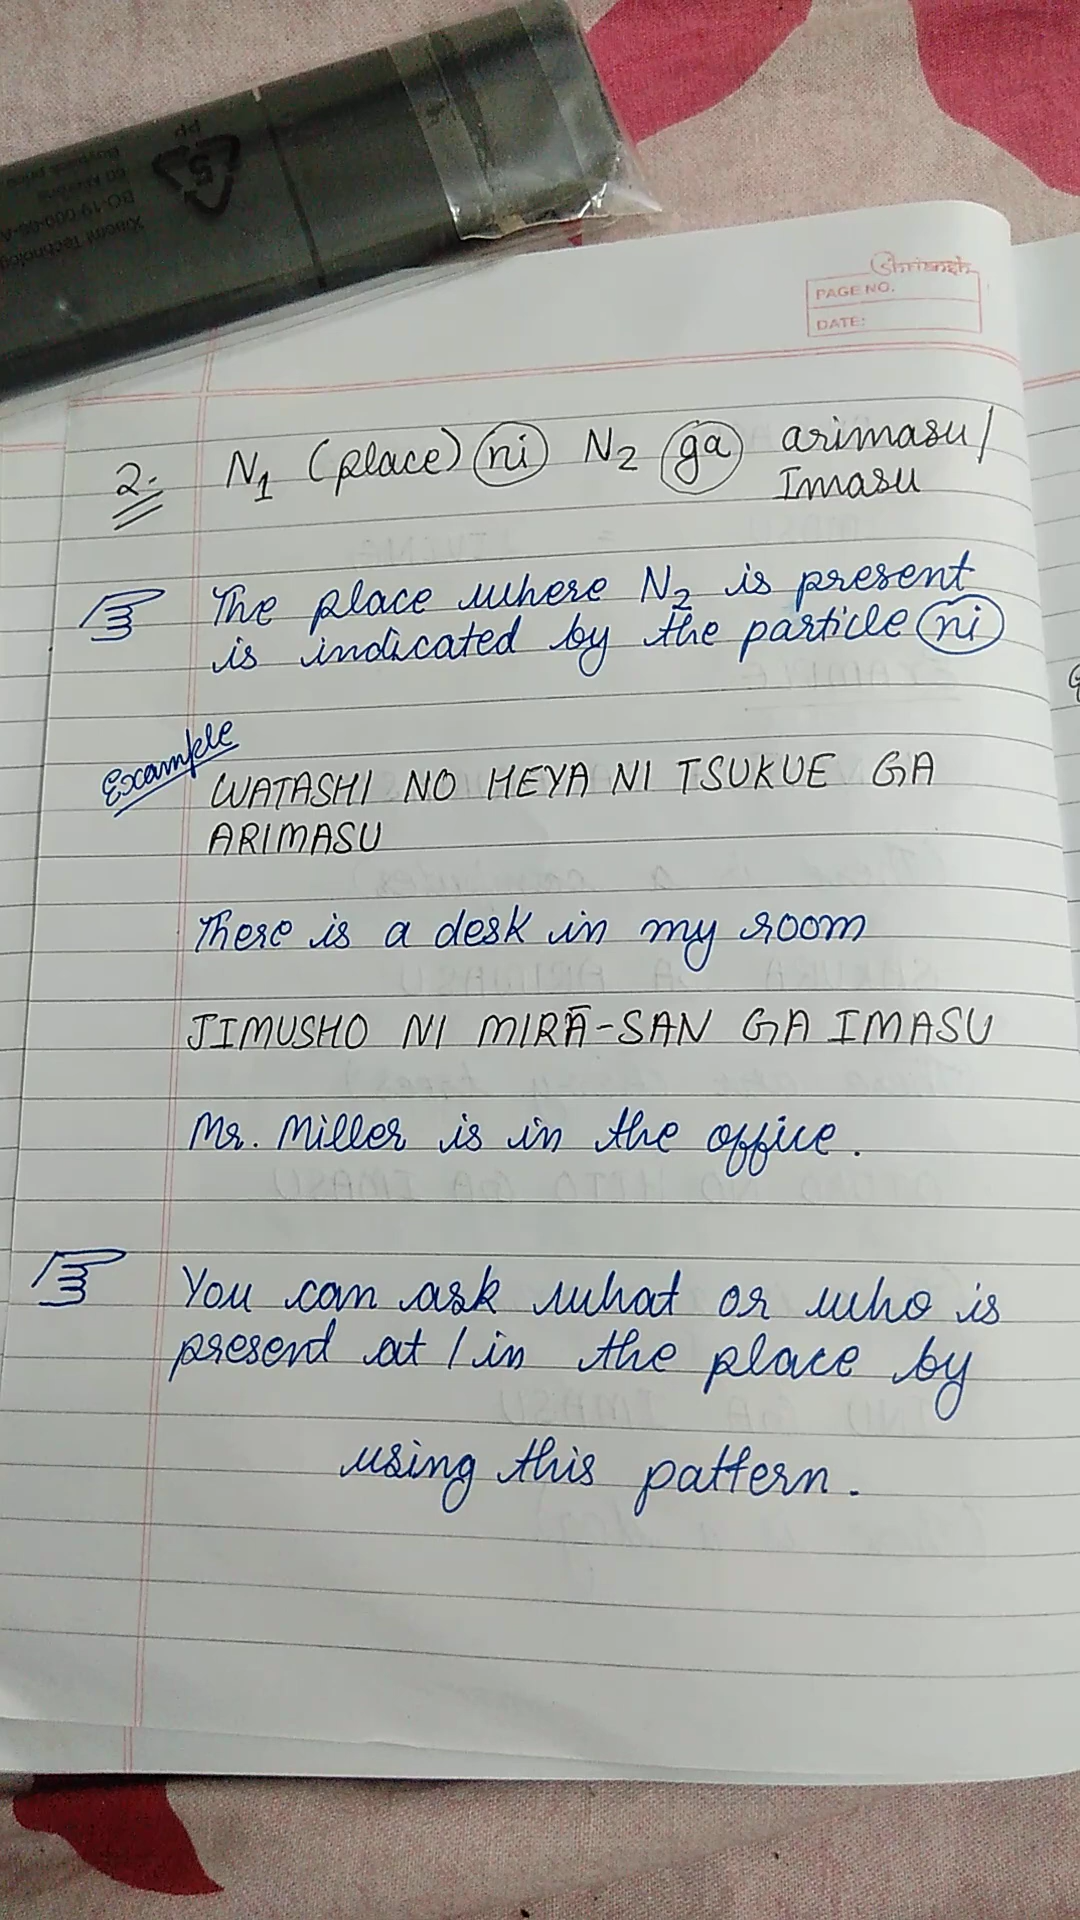 Shriansh
PAGE NO.
DATE:
2. N1 (place) ni N2 ga arimasu/
Imasu
The place where N2 is present
is indicated by the particle ni
Example
WATASHI NO HEYA NI TSUKUE GA
ARIMASU
There is a desk in my room
JIMUSHO NI MIRĀ-SAN GA IMASU
Mr. Miller is in the office.
You can ask what or who is
present at / in the place by
using this pattern.